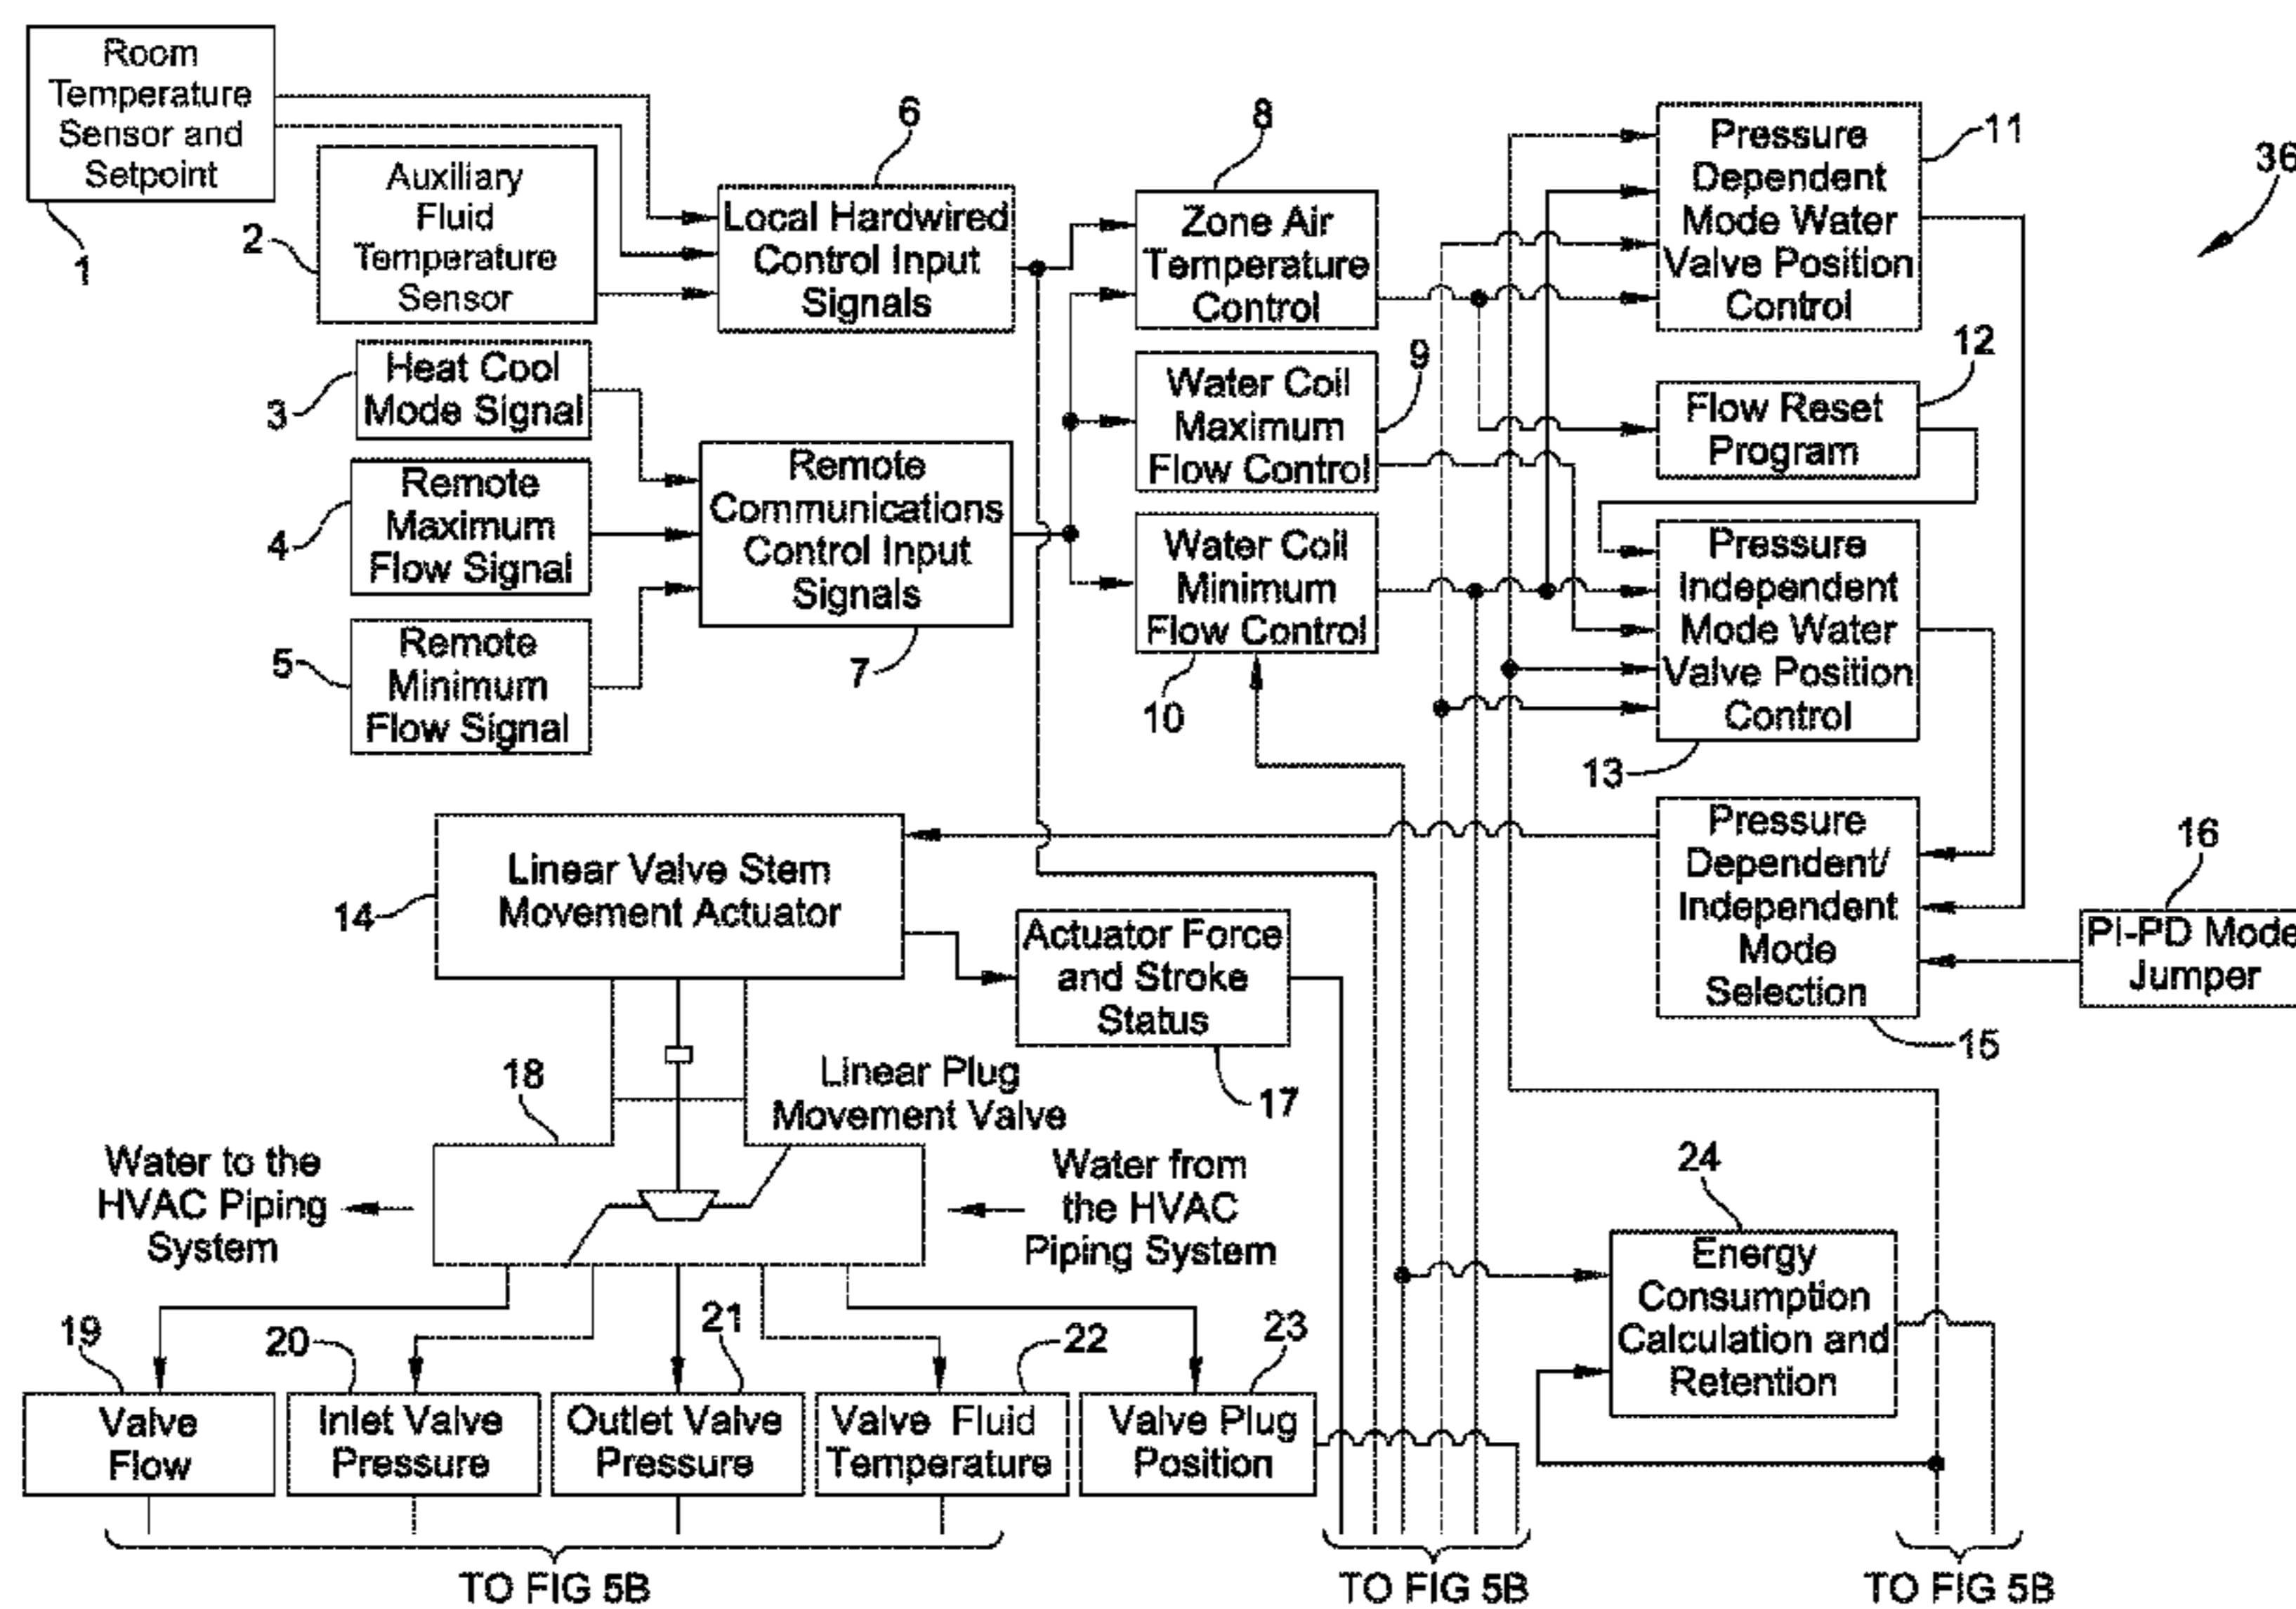 Room
Temperature
Sensor and
Setpoint
1
Auxiliary
Fluid
Temperature
Sensor
2
Heat Cool
Mode Signal
3
Remote
Maximum
Flow Signal
4
Remote
Minimum
Flow Signal
5
6
Local Hardwired
Control Input
Signals
Remote
Communications
Control Input
Signals
7
8
Zone Air
Temperature
Control
9
Water Coil
Maximum
Flow Control
Water Coil
Minimum
Flow Control
10
Pressure
Dependent
Mode Water
Valve Position
Control
11
36
12
Flow Reset
Program
Pressure
Independent
Mode Water
Valve Position
Control
13
Linear Valve Stem
Movement Actuator
14
Pressure
Dependent/
Independent
Mode
Selection
15
16
PI-PD Mode
Jumper
Actuator Force
and Stroke
Status
17
18
Linear Plug
Movement Valve
Water to the
HVAC Piping
System
Water from
the HVAC
Piping System
24
Energy
Consumption
Calculation and
Retention
19
Valve
Flow
20
Inlet Valve
Pressure
21
Outlet Valve
Pressure
22
Valve Fluid
Temperature
23
Valve Plug
Position
TO FIG 5B
TO FIG 5B
TO FIG 5B